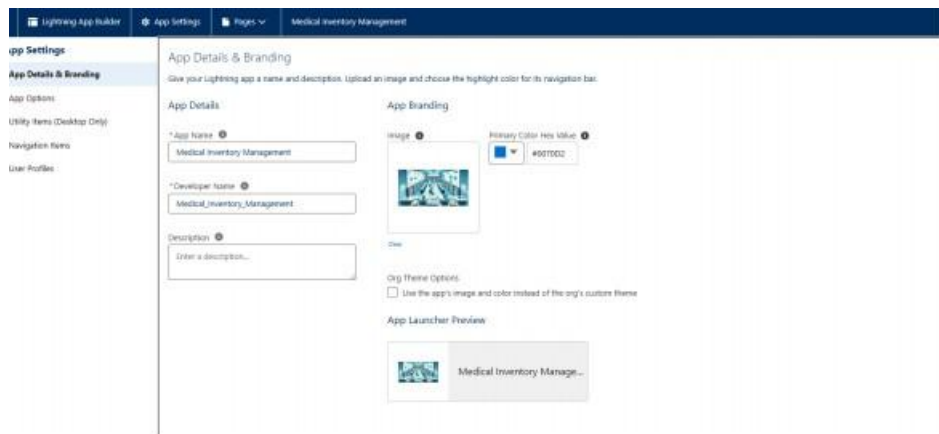 Lightning App Builder
App Settings
Pages
Medical Inventory Management
App Settings
App Details & Branding
App Options
Utility Items (Desktop Only)
Navigation Items
User Profiles
App Details & Branding
Give your Lightning app a name and description. Upload an image and choose the highlight color for its navigation bar.
App Details
*App Name
Medical Inventory Management
*Developer Name
Medical_Inventory_Management
Description
Enter a description...
App Branding
Image
Primary Color Hex Value
#0070D2
Clear
Org Theme Options
Use the app's image and color instead of the org's custom theme
App Launcher Preview
Medical Inventory Manage...